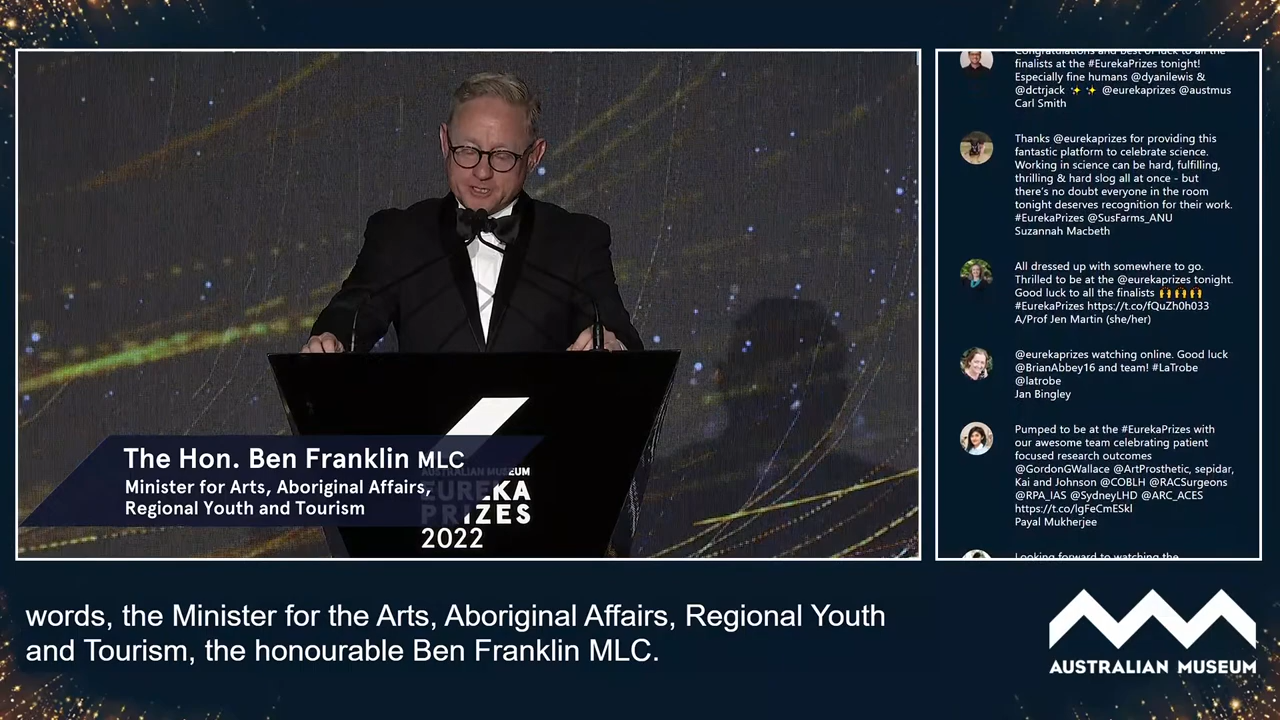 The Hon. Ben Franklin MLC
Minister for Arts, Aboriginal Affairs,
Regional Youth and Tourism
AUSTRALIAN MUSEUM
EUREKA
PRIZES
2022
Congratulations and best of luck to all the
finalists at the #EurekaPrizes tonight!
Especially fine humans @dyanilewis &
@dctrjack ✨ ✨ @eurekaprizes @austmus
Carl Smith
Thanks @eurekaprizes for providing this
fantastic platform to celebrate science.
Working in science can be hard, fulfilling,
thrilling & hard slog all at once - but
there's no doubt everyone in the room
tonight deserves recognition for their work.
#EurekaPrizes @SusFarms_ANU
Suzannah Macbeth
All dressed up with somewhere to go.
Thrilled to be at the @eurekaprizes tonight.
Good luck to all the finalists 🙌🙌🙌
#EurekaPrizes https://t.co/fQuZh0h033
A/Prof Jen Martin (she/her)
@eurekaprizes watching online. Good luck
@BrianAbbey16 and team! #LaTrobe
@latrobe
Jan Bingley
Pumped to be at the #EurekaPrizes with
our awesome team celebrating patient
focused research outcomes
@GordonGWallace @ArtProsthetic, sepidar,
Kai and Johnson @COBLH @RACSurgeons
@RPA_IAS @SydneyLHD @ARC_ACES
https://t.co/lgFeCmESkl
Payal Mukherjee
Looking forward to watching the
words, the Minister for the Arts, Aboriginal Affairs, Regional Youth
and Tourism, the honourable Ben Franklin MLC.
AUSTRALIAN MUSEUM